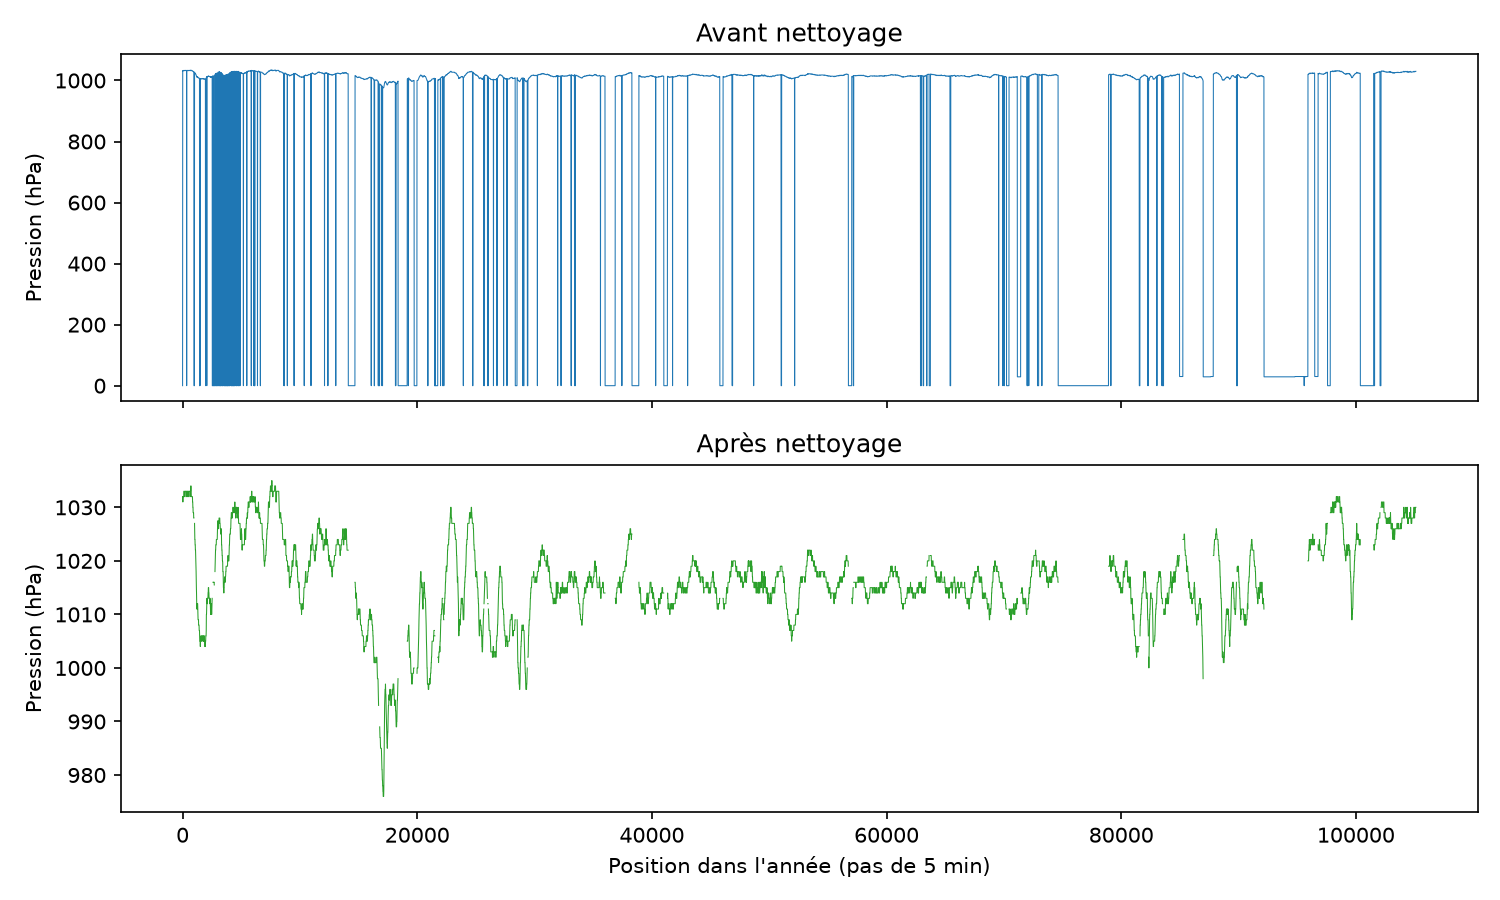 Avant nettoyage
Pression (hPa)
1000
800
600
400
200
0
Après nettoyage
Pression (hPa)
1030
1020
1010
1000
990
980
0 20000 40000 60000 80000 100000
Position dans l'année (pas de 5 min)